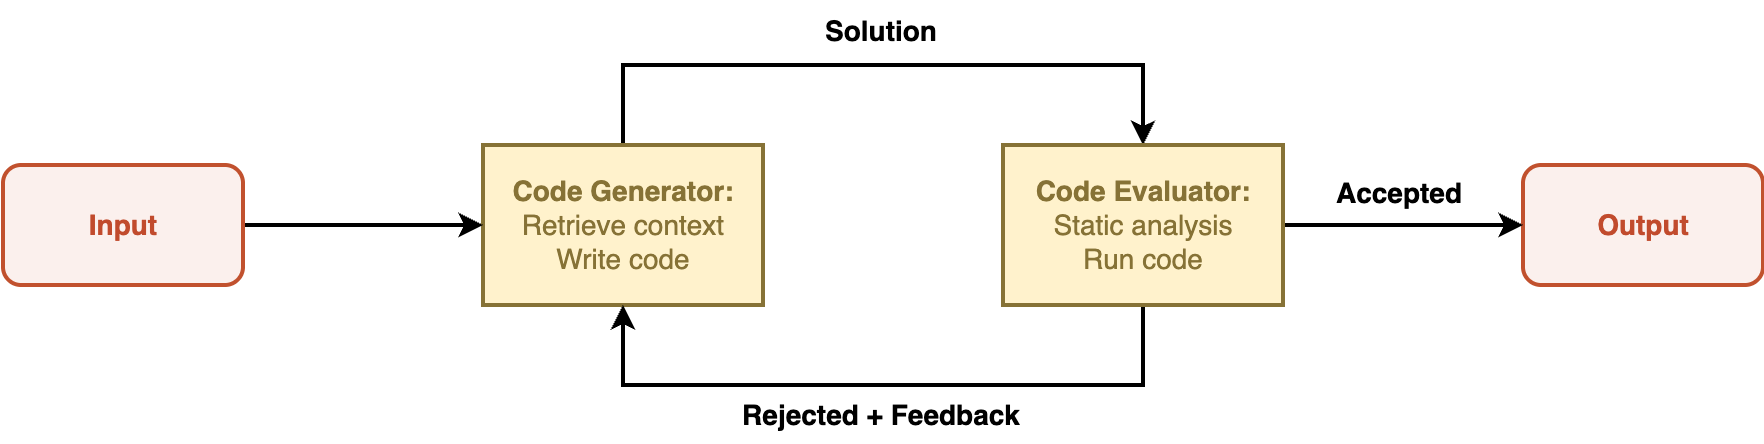 Solution
Input
Code Generator:
Retrieve context
Write code
Code Evaluator:
Static analysis
Run code
Accepted
Output
Rejected + Feedback